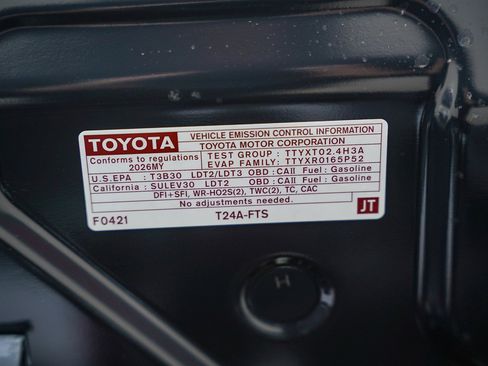 TOYOTA
VEHICLE EMISSION CONTROL INFORMATION
TOYOTA MOTOR CORPORATION
Conforms to regulations
2026MY
TEST GROUP : TTYXT02.4H3A
EVAP FAMILY: TTYXR0165P52
U.S.EPA : T3B30 LDT2/LDT3 OBD : CAII Fuel : Gasoline
California : SULEV30 LDT2 OBD : CAII Fuel : Gasoline
DFI+SFI, WR-HO2S(2), TWC(2), TC, CAC
No adjustments needed.
F0421
T24A-FTS
JT
H